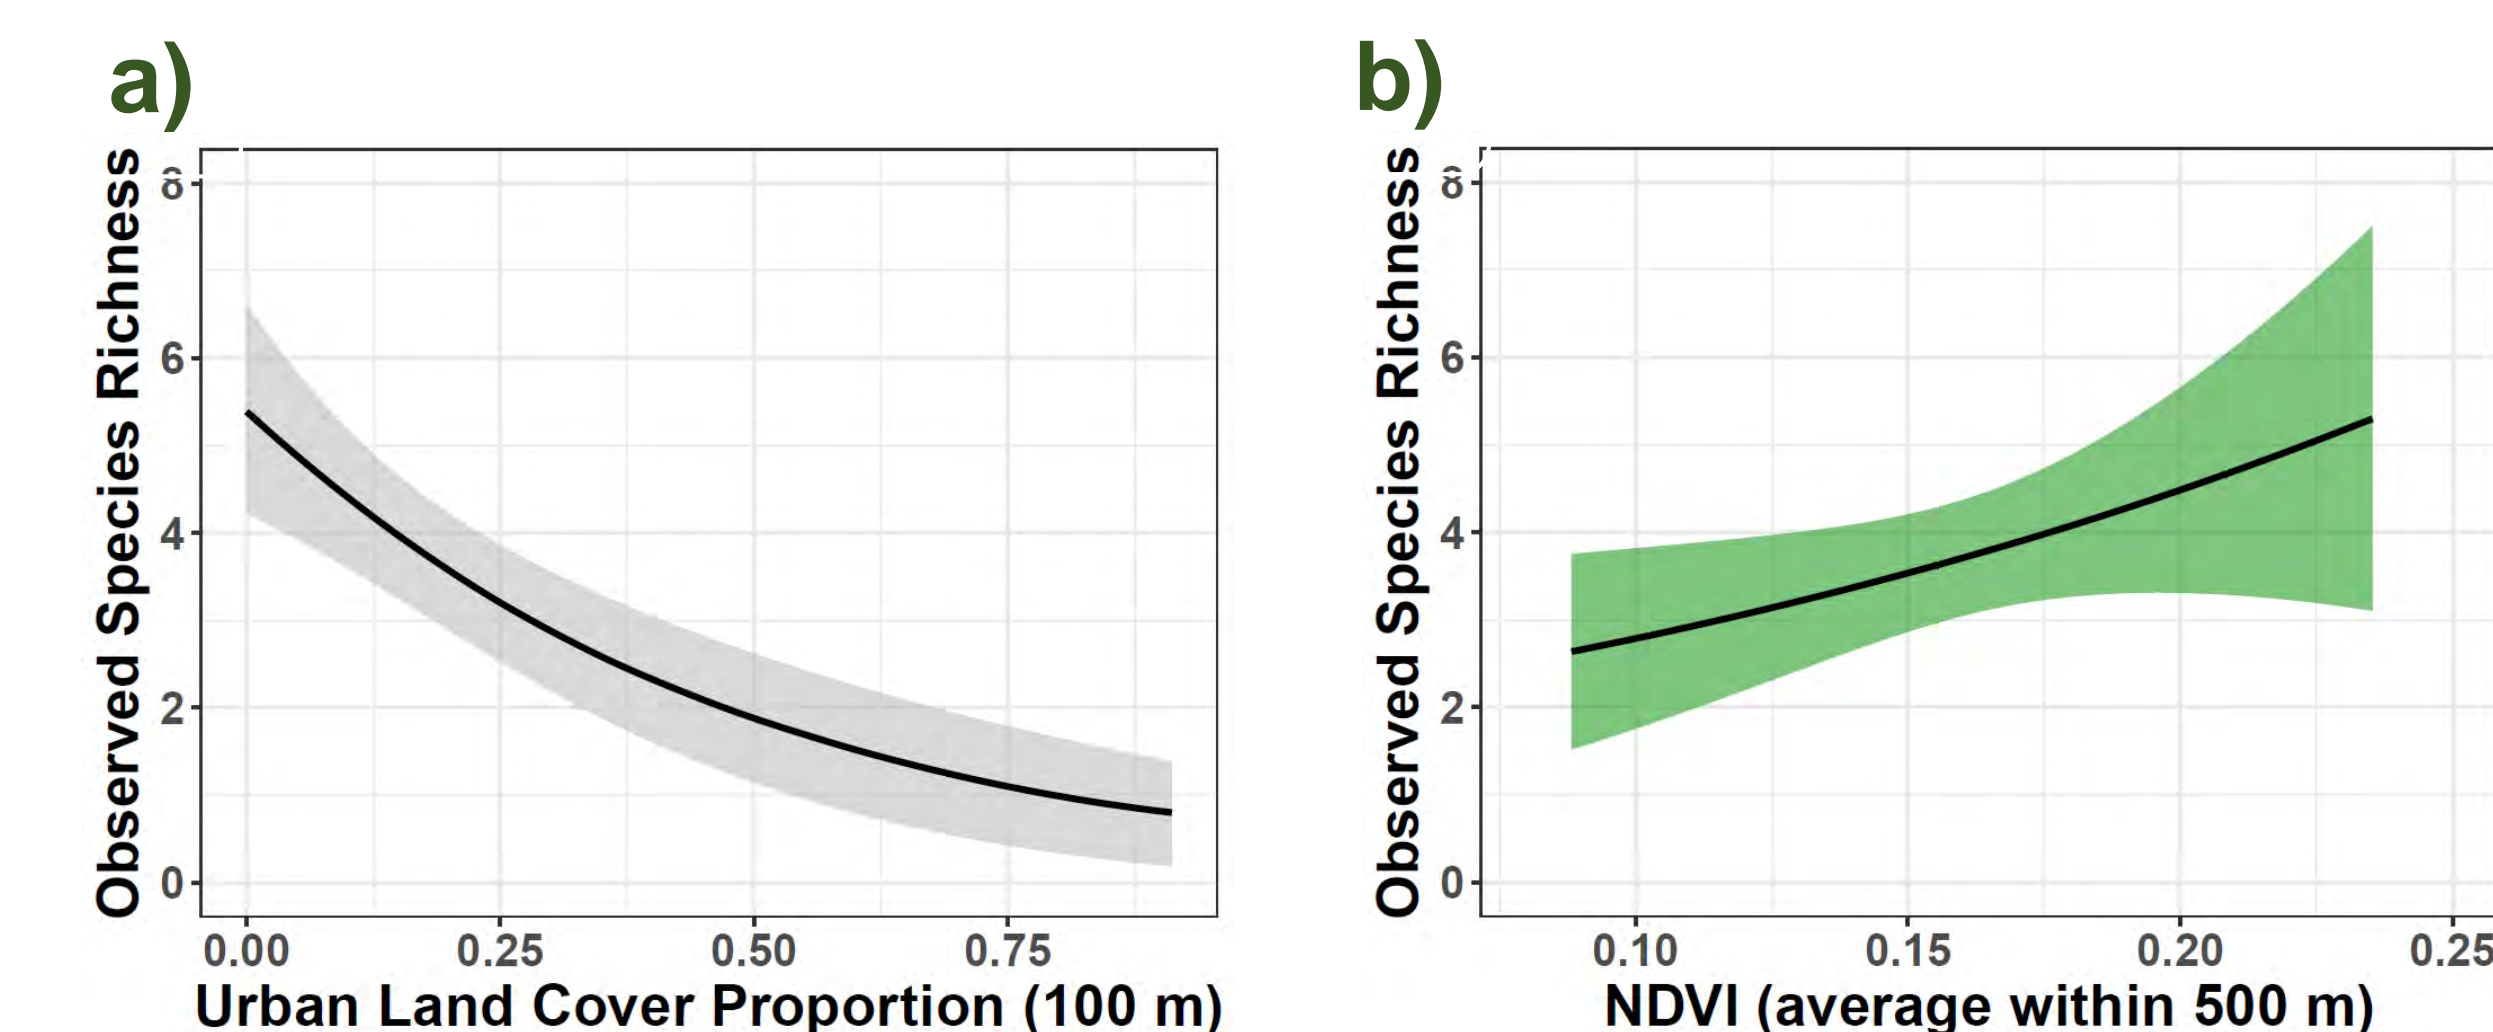 a)
Observed Species Richness
8
6
4
2
0
0.00 0.25 0.50 0.75
Urban Land Cover Proportion (100 m)
b)
Observed Species Richness
8
6
4
2
0
0.10 0.15 0.20 0.25
NDVI (average within 500 m)